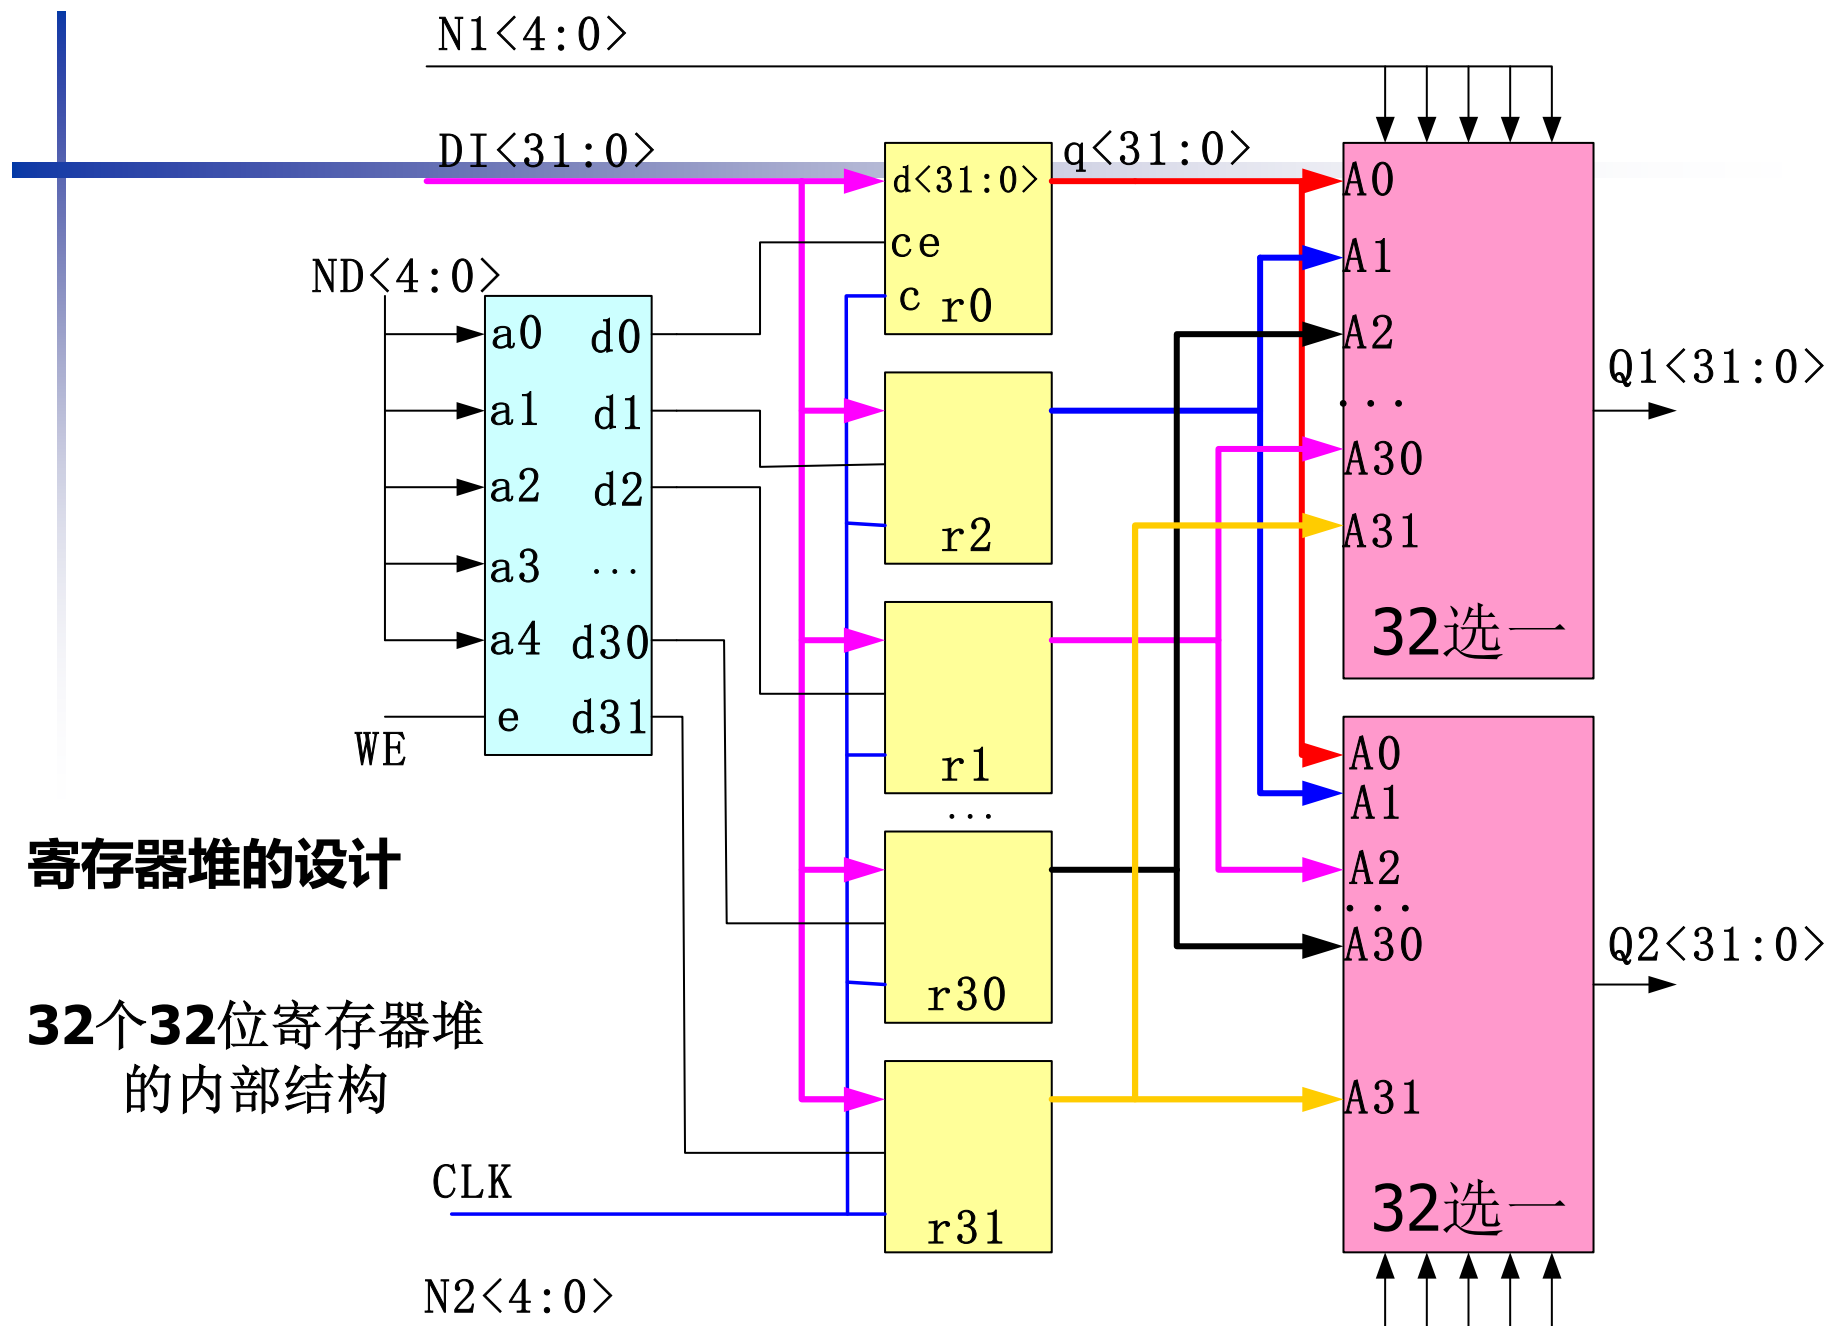 N1<4:0>
DI<31:0>
q<31:0>
d<31:0>
ce
c r0
ND<4:0>
a0 d0
a1 d1
a2 d2
a3 ...
a4 d30
e d31
WE
r2
r1
...
r30
r31
A0
A1
A2
...
A30
A31
32选一
Q1<31:0>
A0
A1
A2
...
A30
A31
32选一
Q2<31:0>
寄存器堆的设计
32个32位寄存器堆
的内部结构
CLK
N2<4:0>